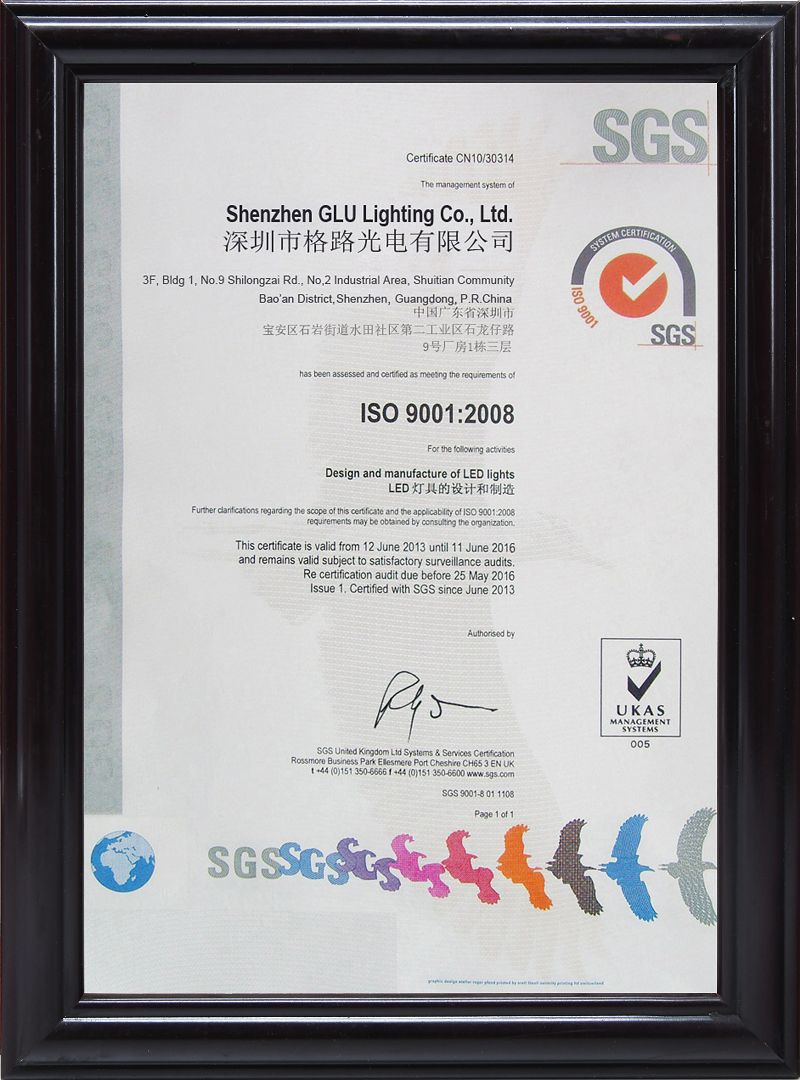 SGS
Certificate CN10/30314
The management system of
Shenzhen GLU Lighting Co., Ltd.
深圳市格路光电有限公司
SYSTEM CERTIFICATION
ISO 9001
SGS
3F, Bldg 1, No.9 Shilongzai Rd., No,2 Industrial Area, Shuitian Community
Bao'an District,Shenzhen, Guangdong, P.R.China
中国广东省深圳市
宝安区石岩街道水田社区第二工业区石龙仔路
9号厂房1栋三层
has been assessed and certified as meeting the requirements of
ISO 9001:2008
For the following activities
Design and manufacture of LED lights
LED 灯具的设计和制造
Further clarifications regarding the scope of this certificate and the applicability of ISO 9001:2008
requirements may be obtained by consulting the organization.
This certificate is valid from 12 June 2013 until 11 June 2016
and remains valid subject to satisfactory surveillance audits.
Re certification audit due before 25 May 2016
Issue 1. Certified with SGS since June 2013
Authorised by
UKAS
MANAGEMENT
SYSTEMS
005
SGS United Kingdom Ltd Systems & Services Certification
Rossmore Business Park Ellesmere Port Cheshire CH65 3 EN UK
t +44 (0)151 350-6666 f +44 (0)151 350-6600 www.sgs.com
SGS 9001-8 01 1108
Page 1 of 1
SGSSGSSGS